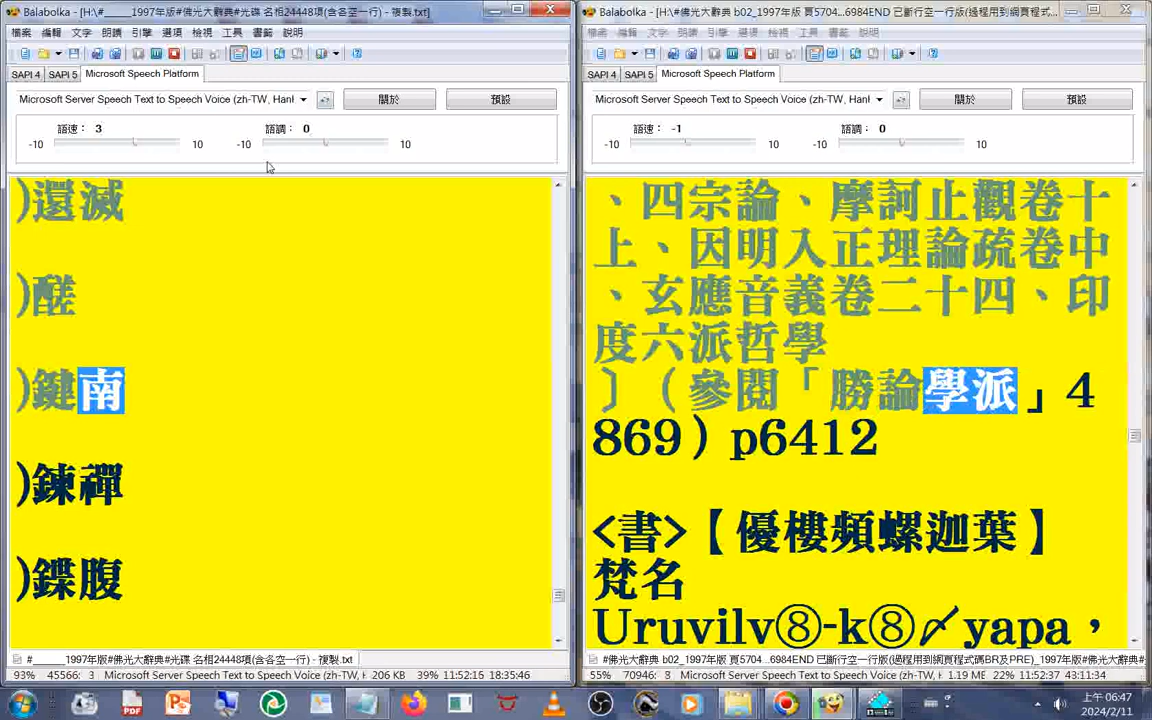 Balabolka - [H:\#_____1997年版#佛光大辭典#光碟 名相24448項(含各空一行) - 複製.txt]
檔案 編輯 文字 朗讀 引擎 選項 檢視 工具 書籤 說明
SAPI 4 SAPI 5 Microsoft Speech Platform
Microsoft Server Speech Text to Speech Voice (zh-TW, Hanl
關於 預設
語速： 3 語調： 0
-10 10 -10 10
)還滅
)醝
)鍵南
)鍊禪
)鍱腹
#_____1997年版#佛光大辭典#光碟 名相24448項(含各空一行) - 複製.txt
93% 45566: 3 Microsoft Server Speech Text to Speech Voice (zh-TW, Ha 206 KB 39% 11:52:16 18:35:46
Balabolka - [H:\#佛光大辭典 b02_1997年版 頁5704...6984END 已斷行空一行版(過程用到網頁程式...
檔案 編輯 文字 朗讀 引擎 選項 檢視 工具 書籤 說明
SAPI 4 SAPI 5 Microsoft Speech Platform
Microsoft Server Speech Text to Speech Voice (zh-TW, Hanl
關於 預設
語速： -1 語調： 0
-10 10 -10 10
、四宗論、摩訶止觀卷十
上、因明入正理論疏卷中
、玄應音義卷二十四、印
度六派哲學
〕（參閱「勝論學派」4
869）p6412
<書>【優樓頻螺迦葉】
梵名
Uruvilv⑧-k⑧〆yapa，
#佛光大辭典 b02_1997年版 頁5704...6984END 已斷行空一行版(過程用到網頁程式碼BR及PRE)_1997年版#
55% 70946: 3 Microsoft Server Speech Text to Speech Voice (zh-TW, Ha 1.19 ME 22% 11:52:37 43:11:34
上午 06:47
2024/2/11